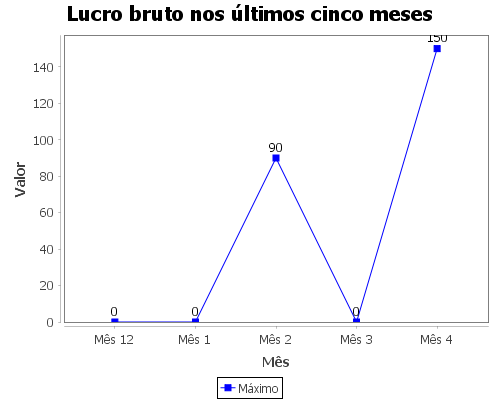 Lucro bruto nos últimos cinco meses
150
140
120
100
90
80
60
40
20
0
0
0
0
Valor
Mês 12
Mês 1
Mês 2
Mês 3
Mês 4
Mês
Máximo